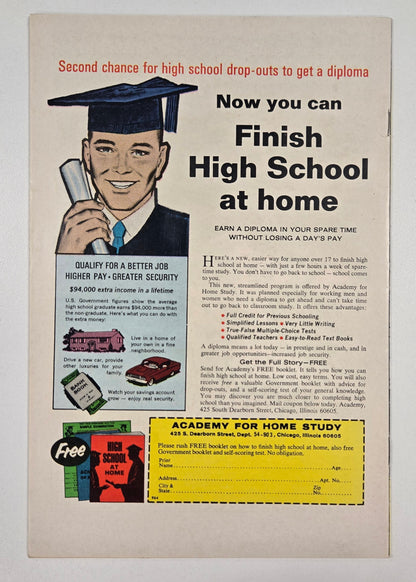 Second chance for high school drop-outs to get a diploma
Now you can
Finish
High School
at home
EARN A DIPLOMA IN YOUR SPARE TIME
WITHOUT LOSING A DAY'S PAY
QUALIFY FOR A BETTER JOB
HIGHER PAY • GREATER SECURITY
$94,000 extra income in a lifetime
U.S. Government figures show the average
high school graduate earns $94,000 more than
the non-graduate. Here's what you can do with
the extra money:
Live in a home
of your own in a fine
neighborhood.
Drive a new car, provide
other luxuries for your
family.
BANK
BOOK
Watch your savings account
grow — enjoy real security.
HERE'S A NEW, easier way for anyone over 17 to finish high
school at home — with just a few hours a week of spare-
time study. You don't have to go back to school — school comes
to you.
This new, streamlined program is offered by Academy for
Home Study. It was planned especially for working men and
women who need a diploma to get ahead and can't take time
out to go back to classroom study. It offers these advantages:
• Full Credit for Previous Schooling
• Simplified Lessons • Very Little Writing
• True-False Multiple-Choice Tests
• Qualified Teachers • Easy-to-Read Text Books
A diploma means a lot today — in prestige and in cash, and in
greater job opportunities—increased job security.
Get the Full Story—FREE
Send for Academy's FREE booklet. It tells you how you can
finish high school at home. Low cost, easy terms. You will also
receive free a valuable Government booklet with advice for
drop-outs, and a self-scoring test of your general knowledge.
You may discover you are much closer to completing high
school than you imagined. Mail coupon below today. Academy,
425 South Dearborn Street, Chicago, Illinois 60605.
Free
HIGH
SCHOOL
AT
HOME
ACADEMY FOR HOME STUDY
425 S. Dearborn Street, Dept. 54-903, Chicago, Illinois 60605
Please rush FREE booklet on how to finish high school at home, also free
Government booklet and self-scoring test. No obligation.
Print
Name Age
Address Apt. No.
City & Zip
State No.